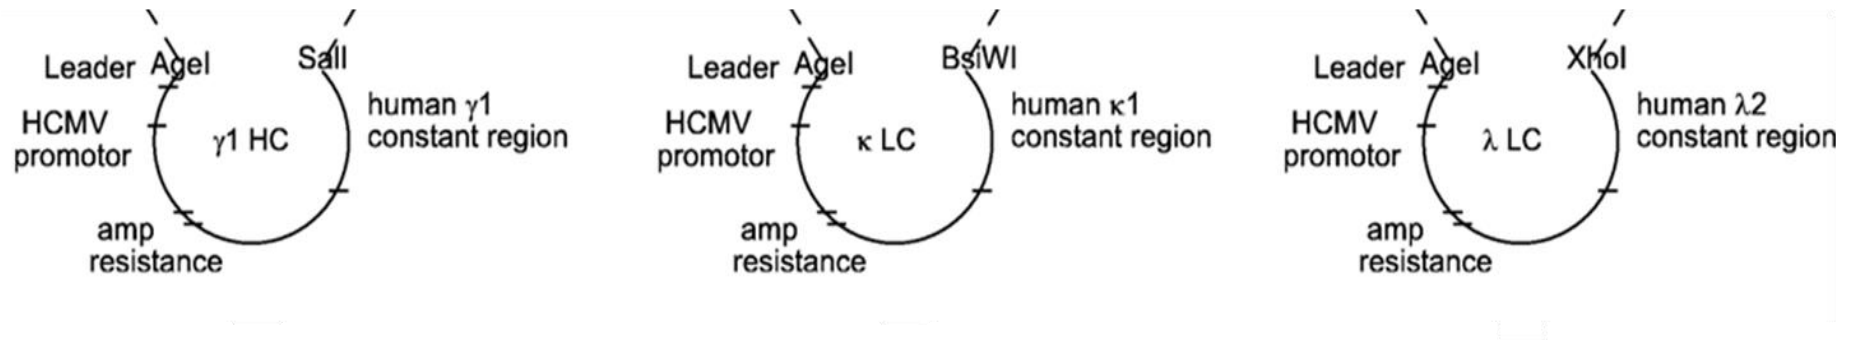 Leader AgeI SalI
HCMV
promotor
γ1 HC
human γ1
constant region
amp
resistance
Leader AgeI BsiWI
HCMV
promotor
κ LC
human κ1
constant region
amp
resistance
Leader AgeI XhoI
HCMV
promotor
λ LC
human λ2
constant region
amp
resistance